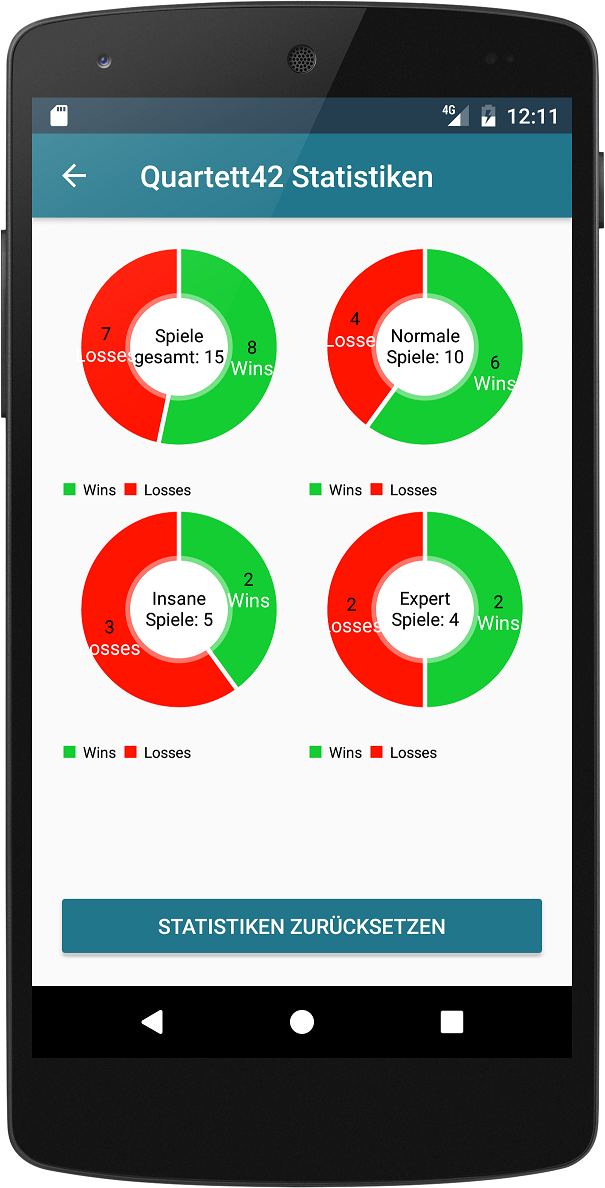 4G 12:11
Quartett42 Statistiken
7
Losses
Spiele
gesamt: 15
8
Wins
4
Losses
Normale
Spiele: 10
6
Wins
Wins Losses
Wins Losses
3
Losses
Insane
Spiele: 5
2
Wins
2
Losses
Expert
Spiele: 4
2
Wins
Wins Losses
Wins Losses
STATISTIKEN ZURÜCKSETZEN